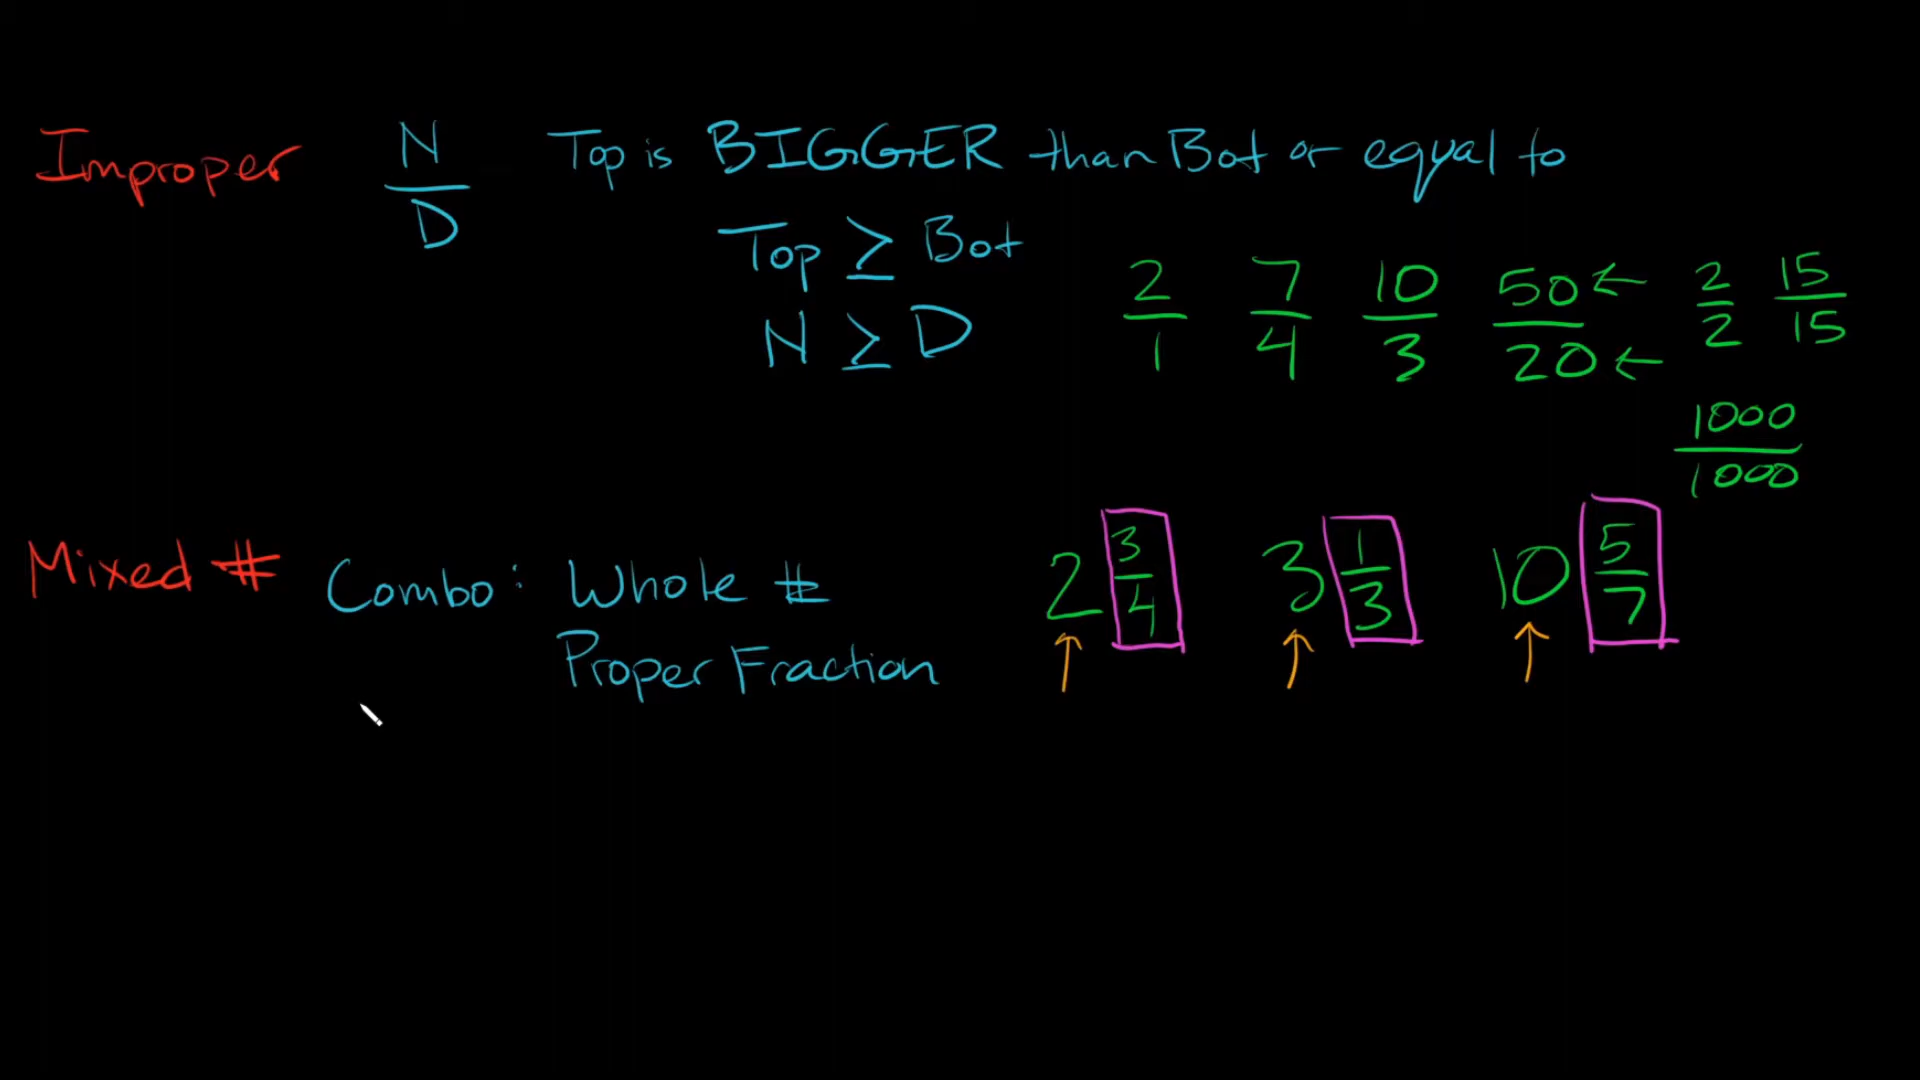 Improper N/D Top is BIGGER than Bot or equal to
Top ≥ Bot
N ≥ D
2/1 7/4 10/3 50/20 ← ← 2/2 15/15
1000/1000
Mixed # Combo: Whole # 2 3/4 3 1/3 10 5/7
Proper Fraction ↑ ↑ ↑